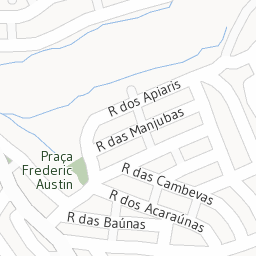 R dos Apiaris
R das Manjubas
Praça
Frederic
Austin
R das Cambevas
R dos Acaraúnas
R das Baúnas